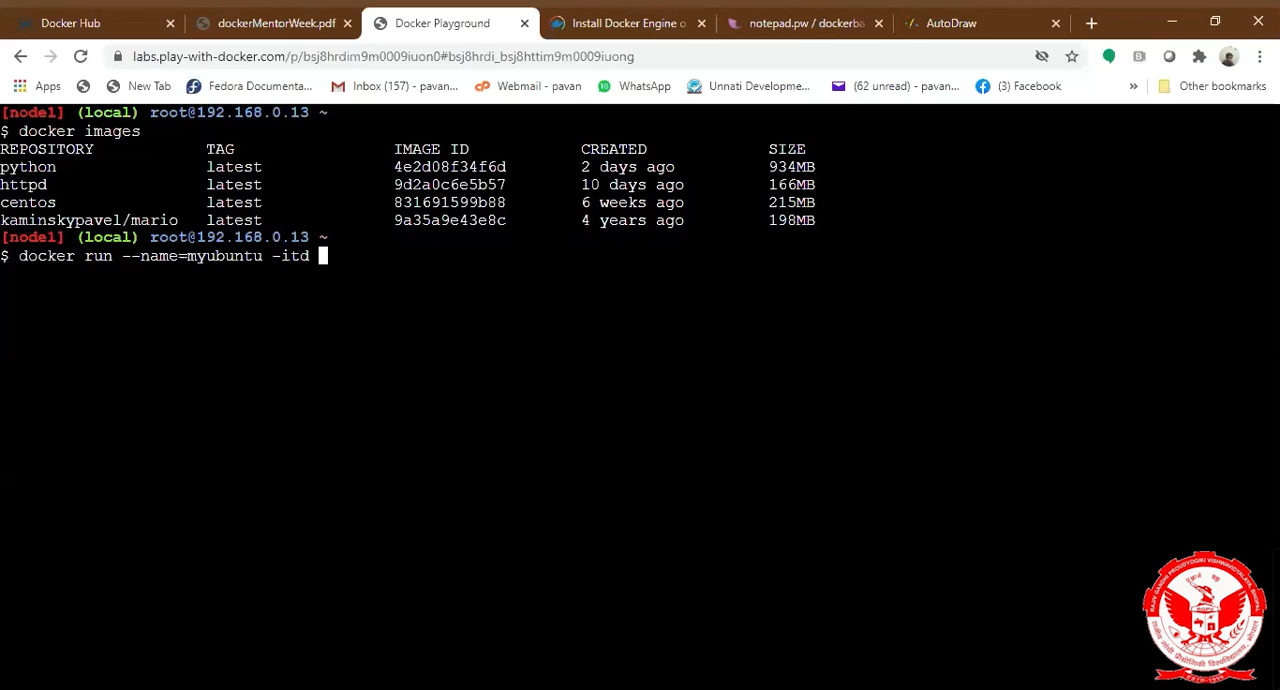 Docker Hub
dockerMentorWeek.pdf
Docker Playground
Install Docker Engine o
notepad.pw / dockerba
AutoDraw
labs.play-with-docker.com/p/bsj8hrdim9m0009iuon0#bsj8hrdi_bsj8httim9m0009iuong
Apps
New Tab
Fedora Documenta...
Inbox (157) - pavan...
Webmail - pavan...
WhatsApp
Unnati Developme...
(62 unread) - pavan...
(3) Facebook
»
Other bookmarks
[node1] (local) root@192.168.0.13 ~
$ docker images
REPOSITORY TAG IMAGE ID CREATED SIZE
python latest 4e2d08f34f6d 2 days ago 934MB
httpd latest 9d2a0c6e5b57 10 days ago 166MB
centos latest 831691599b88 6 weeks ago 215MB
kaminskypavel/mario latest 9a35a9e43e8c 4 years ago 198MB
[node1] (local) root@192.168.0.13 ~
$ docker run --name=myubuntu -itd